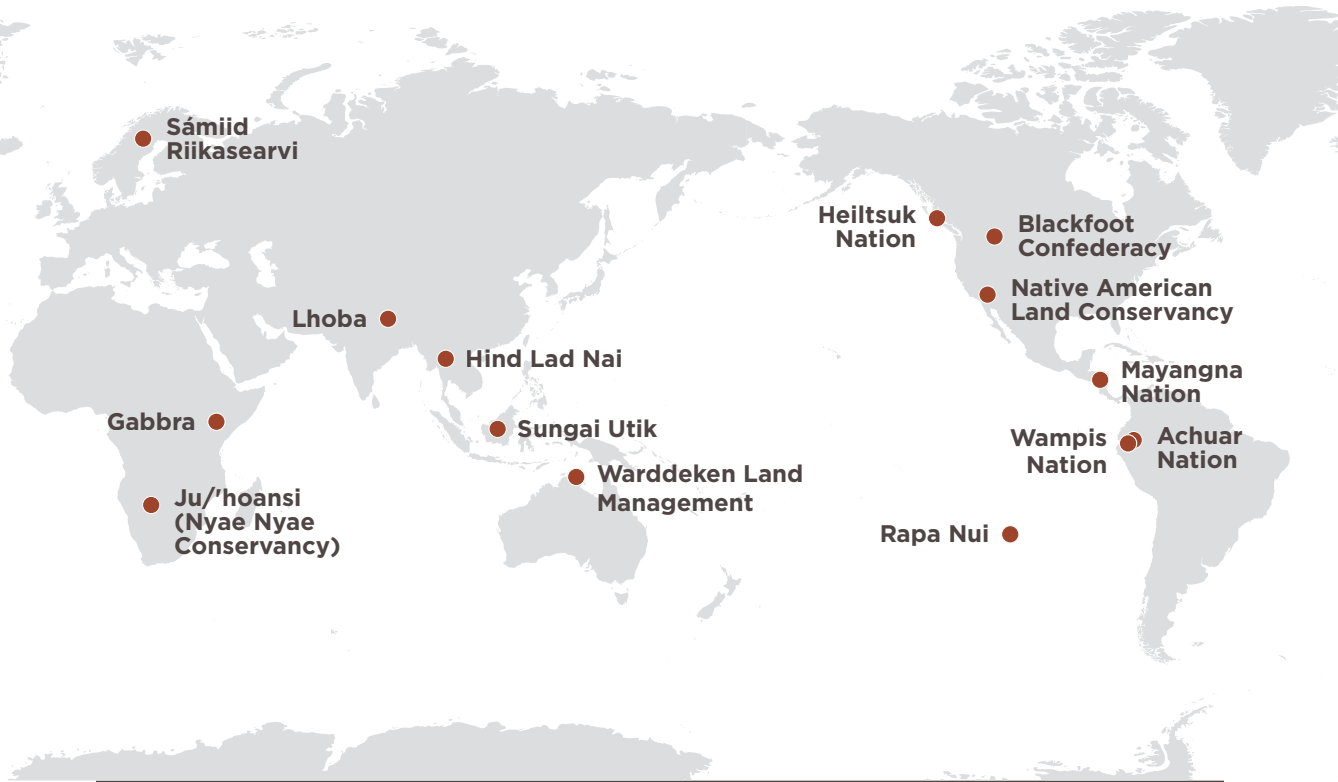 Sámiid
Riikasearvi
Heiltsuk
Nation
Blackfoot
Confederacy
Native American
Land Conservancy
Lhoba
Hind Lad Nai
Mayangna
Nation
Gabbra
Sungai Utik
Wampis
Nation
Achuar
Nation
Warddeken Land
Management
Ju/'hoansi
(Nyae Nyae
Conservancy)
Rapa Nui